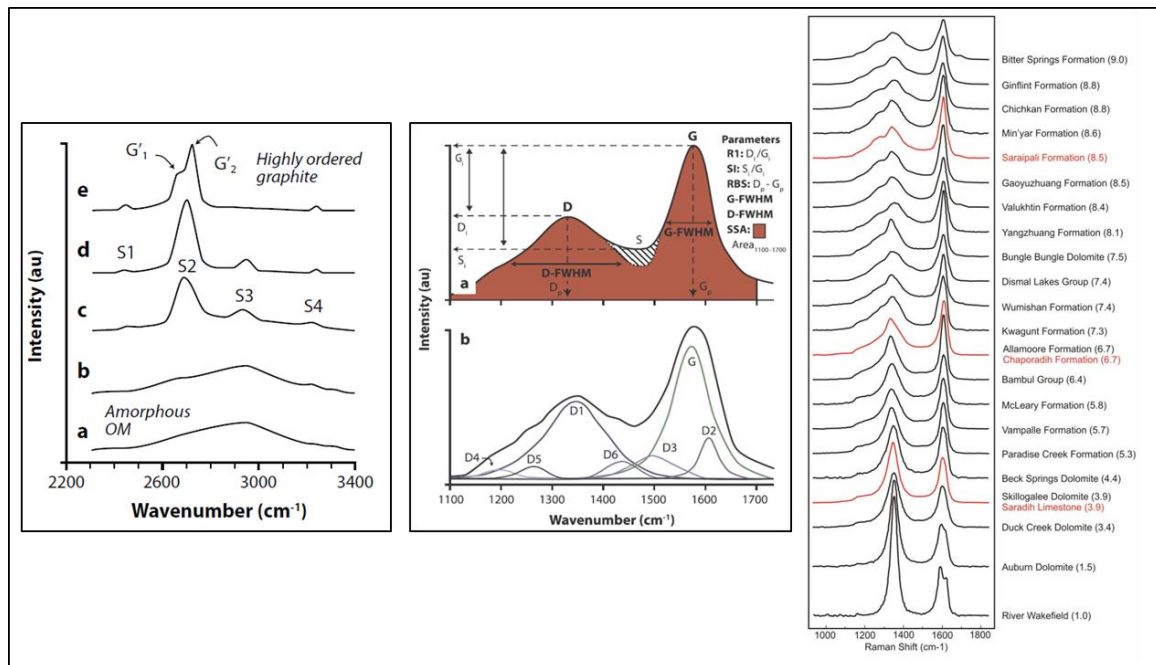 G'1
G'2
Highly ordered
graphite
e
d
S1
S2
S3
S4
c
b
Amorphous
OM
a
Intensity (au)
2200 2600 3000 3400
Wavenumber (cm-1)
G
D
S
Gi
Di
Si
Parameters
R1: Di/Gi
SI: Si/Gi
RBS: Dp - Gp
G-FWHM
D-FWHM
SSA:
Area1100-1700
G-FWHM
D-FWHM
a
Dp
Gp
Intensity (au)
b
G
D1
D2
D3
D4
D5
D6
1100 1200 1300 1400 1500 1600 1700
Wavenumber (cm-1)
Bitter Springs Formation (9.0)
Ginflint Formation (8.8)
Chichkan Formation (8.8)
Min'yar Formation (8.6)
Saraipali Formation (8.5)
Gaoyuzhuang Formation (8.5)
Valukhtin Formation (8.4)
Yangzhuang Formation (8.1)
Bungle Bungle Dolomite (7.5)
Dismal Lakes Group (7.4)
Wumishan Formation (7.4)
Kwagunt Formation (7.3)
Allamoore Formation (6.7)
Chaporadih Formation (6.7)
Bambul Group (6.4)
McLeary Formation (5.8)
Vampalle Formation (5.7)
Paradise Creek Formation (5.3)
Beck Springs Dolomite (4.4)
Skillogalee Dolomite (3.9)
Saradih Limestone (3.9)
Duck Creek Dolomite (3.4)
Auburn Dolomite (1.5)
River Wakefield (1.0)
1000 1200 1400 1600 1800
Raman Shift (cm-1)